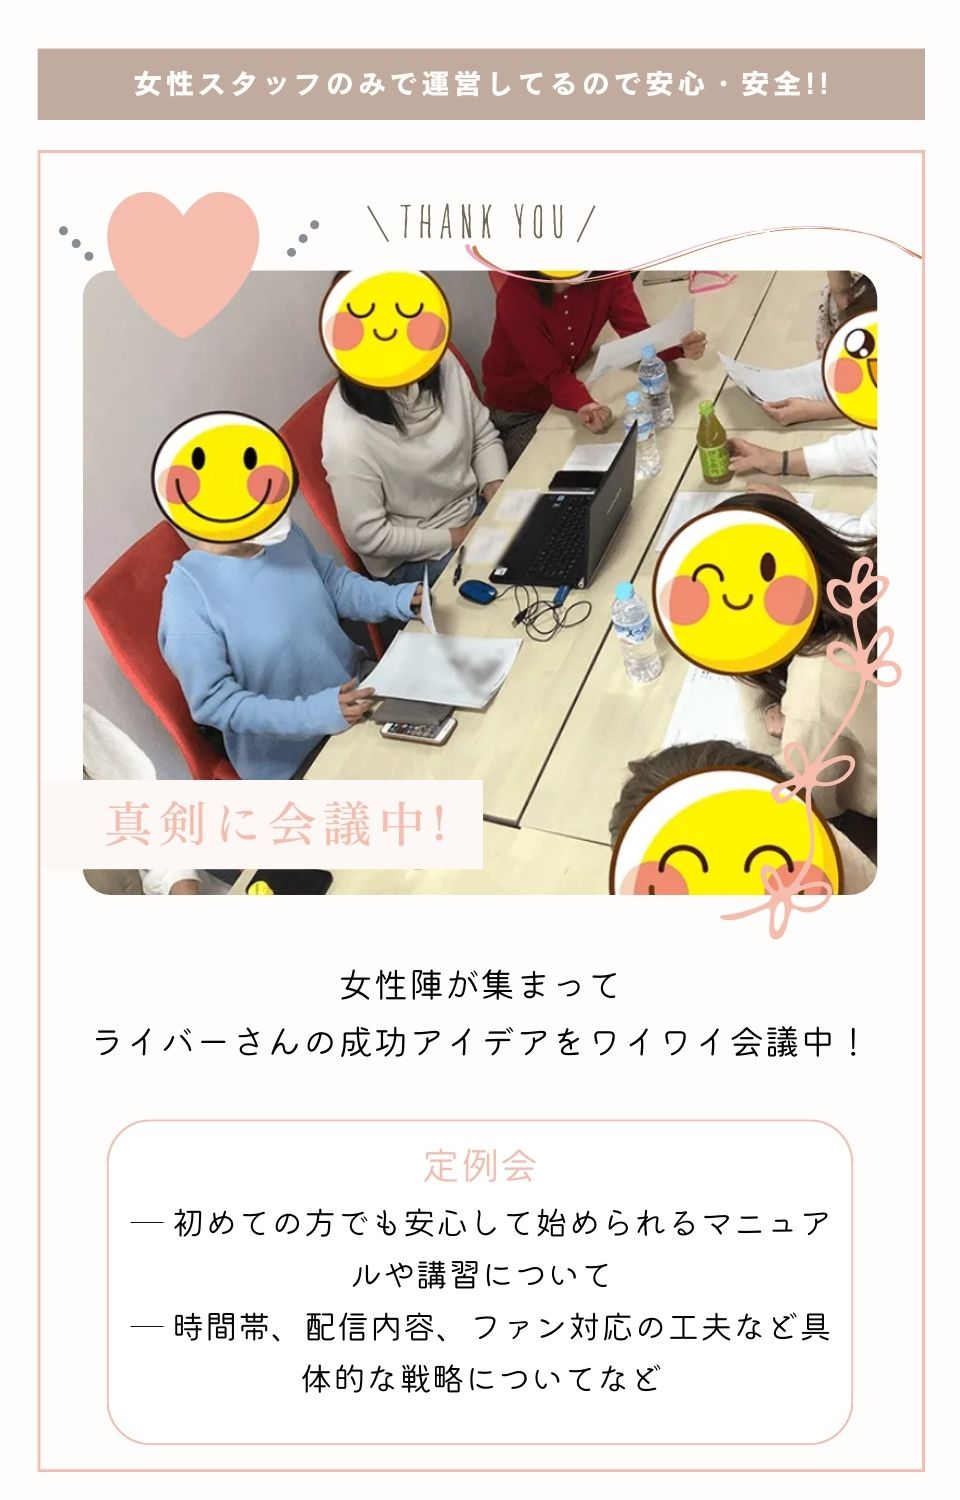 女性スタッフのみで運営してるので安心・安全!!
\ THANK YOU /
真剣に会議中!
女性陣が集まって
ライバーさんの成功アイデアをワイワイ会議中！
定例会
― 初めての方でも安心して始められるマニュア
ルや講習について
― 時間帯、配信内容、ファン対応の工夫など具
体的な戦略についてなど